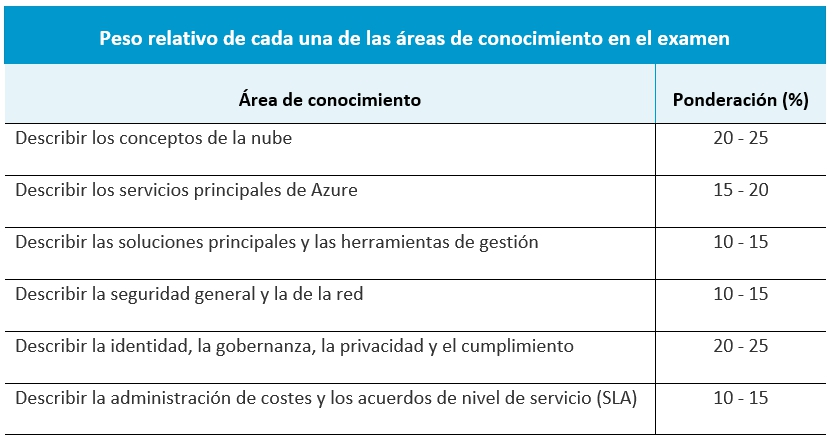 Peso relativo de cada una de las áreas de conocimiento en el examen
Área de conocimiento Ponderación (%)
Describir los conceptos de la nube 20 - 25
Describir los servicios principales de Azure 15 - 20
Describir las soluciones principales y las herramientas de gestión 10 - 15
Describir la seguridad general y la de la red 10 - 15
Describir la identidad, la gobernanza, la privacidad y el cumplimiento 20 - 25
Describir la administración de costes y los acuerdos de nivel de servicio (SLA) 10 - 15